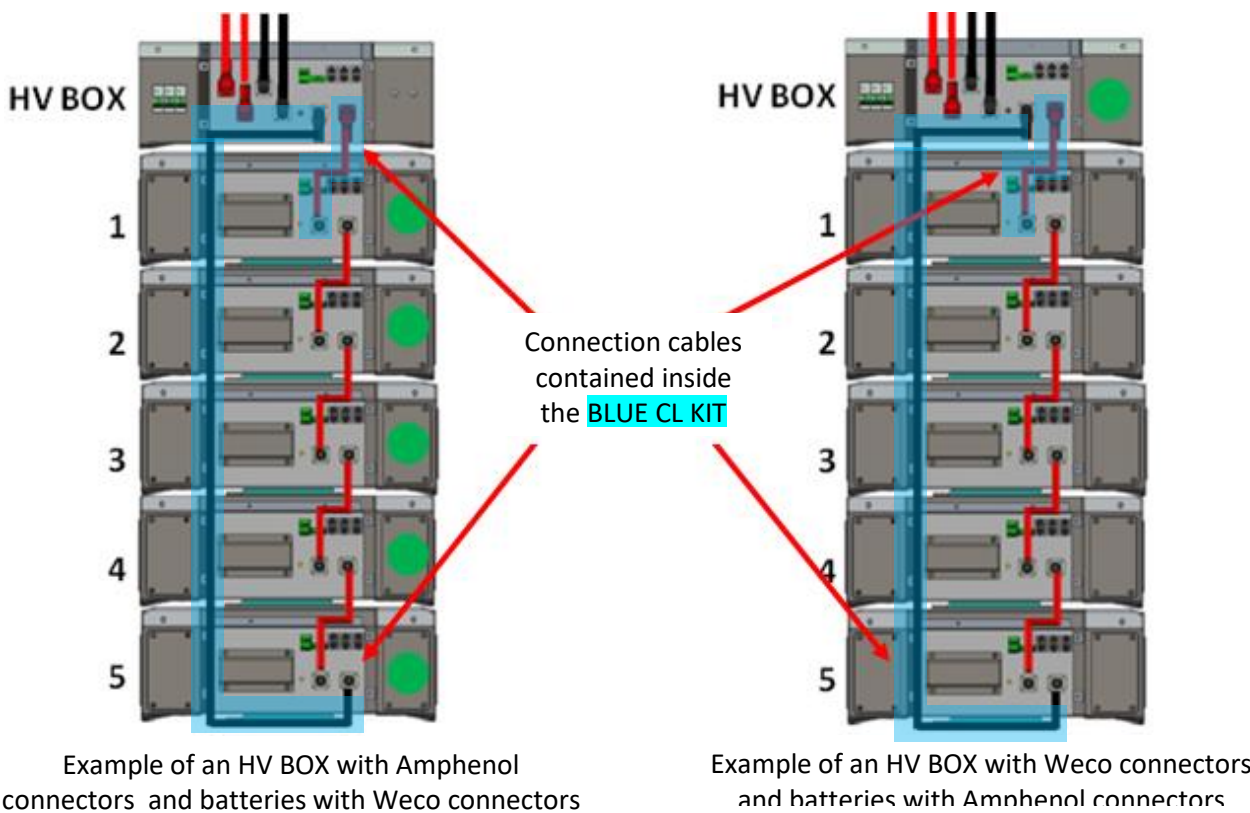 HV BOX
1
2
3
4
5
HV BOX
1
2
3
4
5
Connection cables
contained inside
the BLUE CL KIT
Example of an HV BOX with Amphenol
connectors  and batteries with Weco connectors
Example of an HV BOX with Weco connectors
and batteries with Amphenol connectors